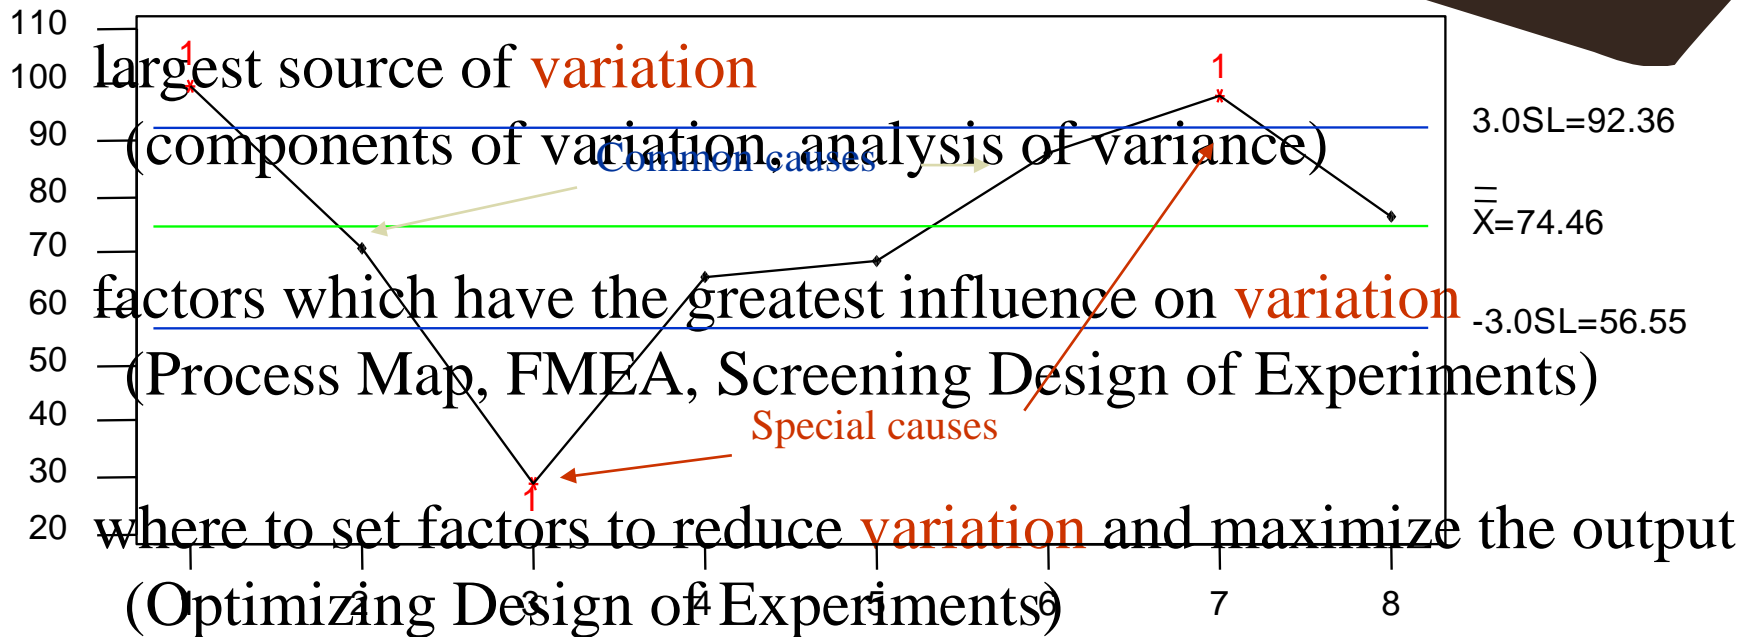 110
100
90
80
70
60
50
40
30
20
1
largest source of variation
1
(components of variation, analysis of variance)
Common causes
3.0SL=92.36
X=74.46
factors which have the greatest influence on variation
-3.0SL=56.55
(Process Map, FMEA, Screening Design of Experiments)
Special causes
1
where to set factors to reduce variation and maximize the output
(Optimizing Design of Experiments)
1 2 3 4 5 6 7 8